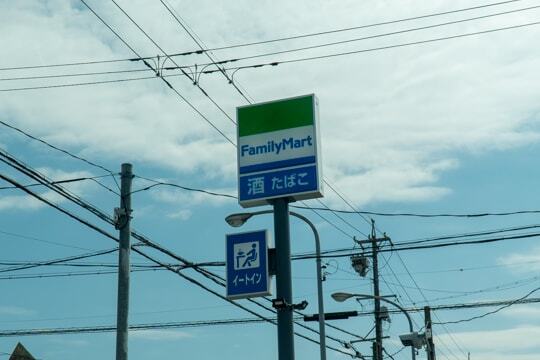 FamilyMart
酒 たばこ
イートイン